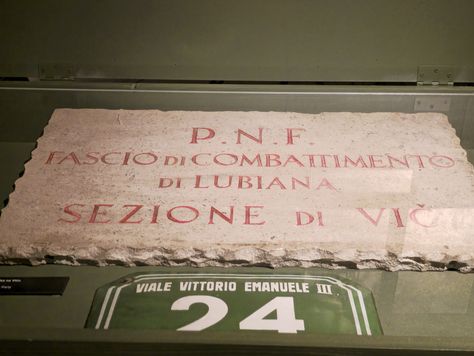 P.N.F.
FASCIO DI COMBATTIMENTO
DI LUBIANA
SEZIONE DI VIČ
VIALE VITTORIO EMANUELE III
24